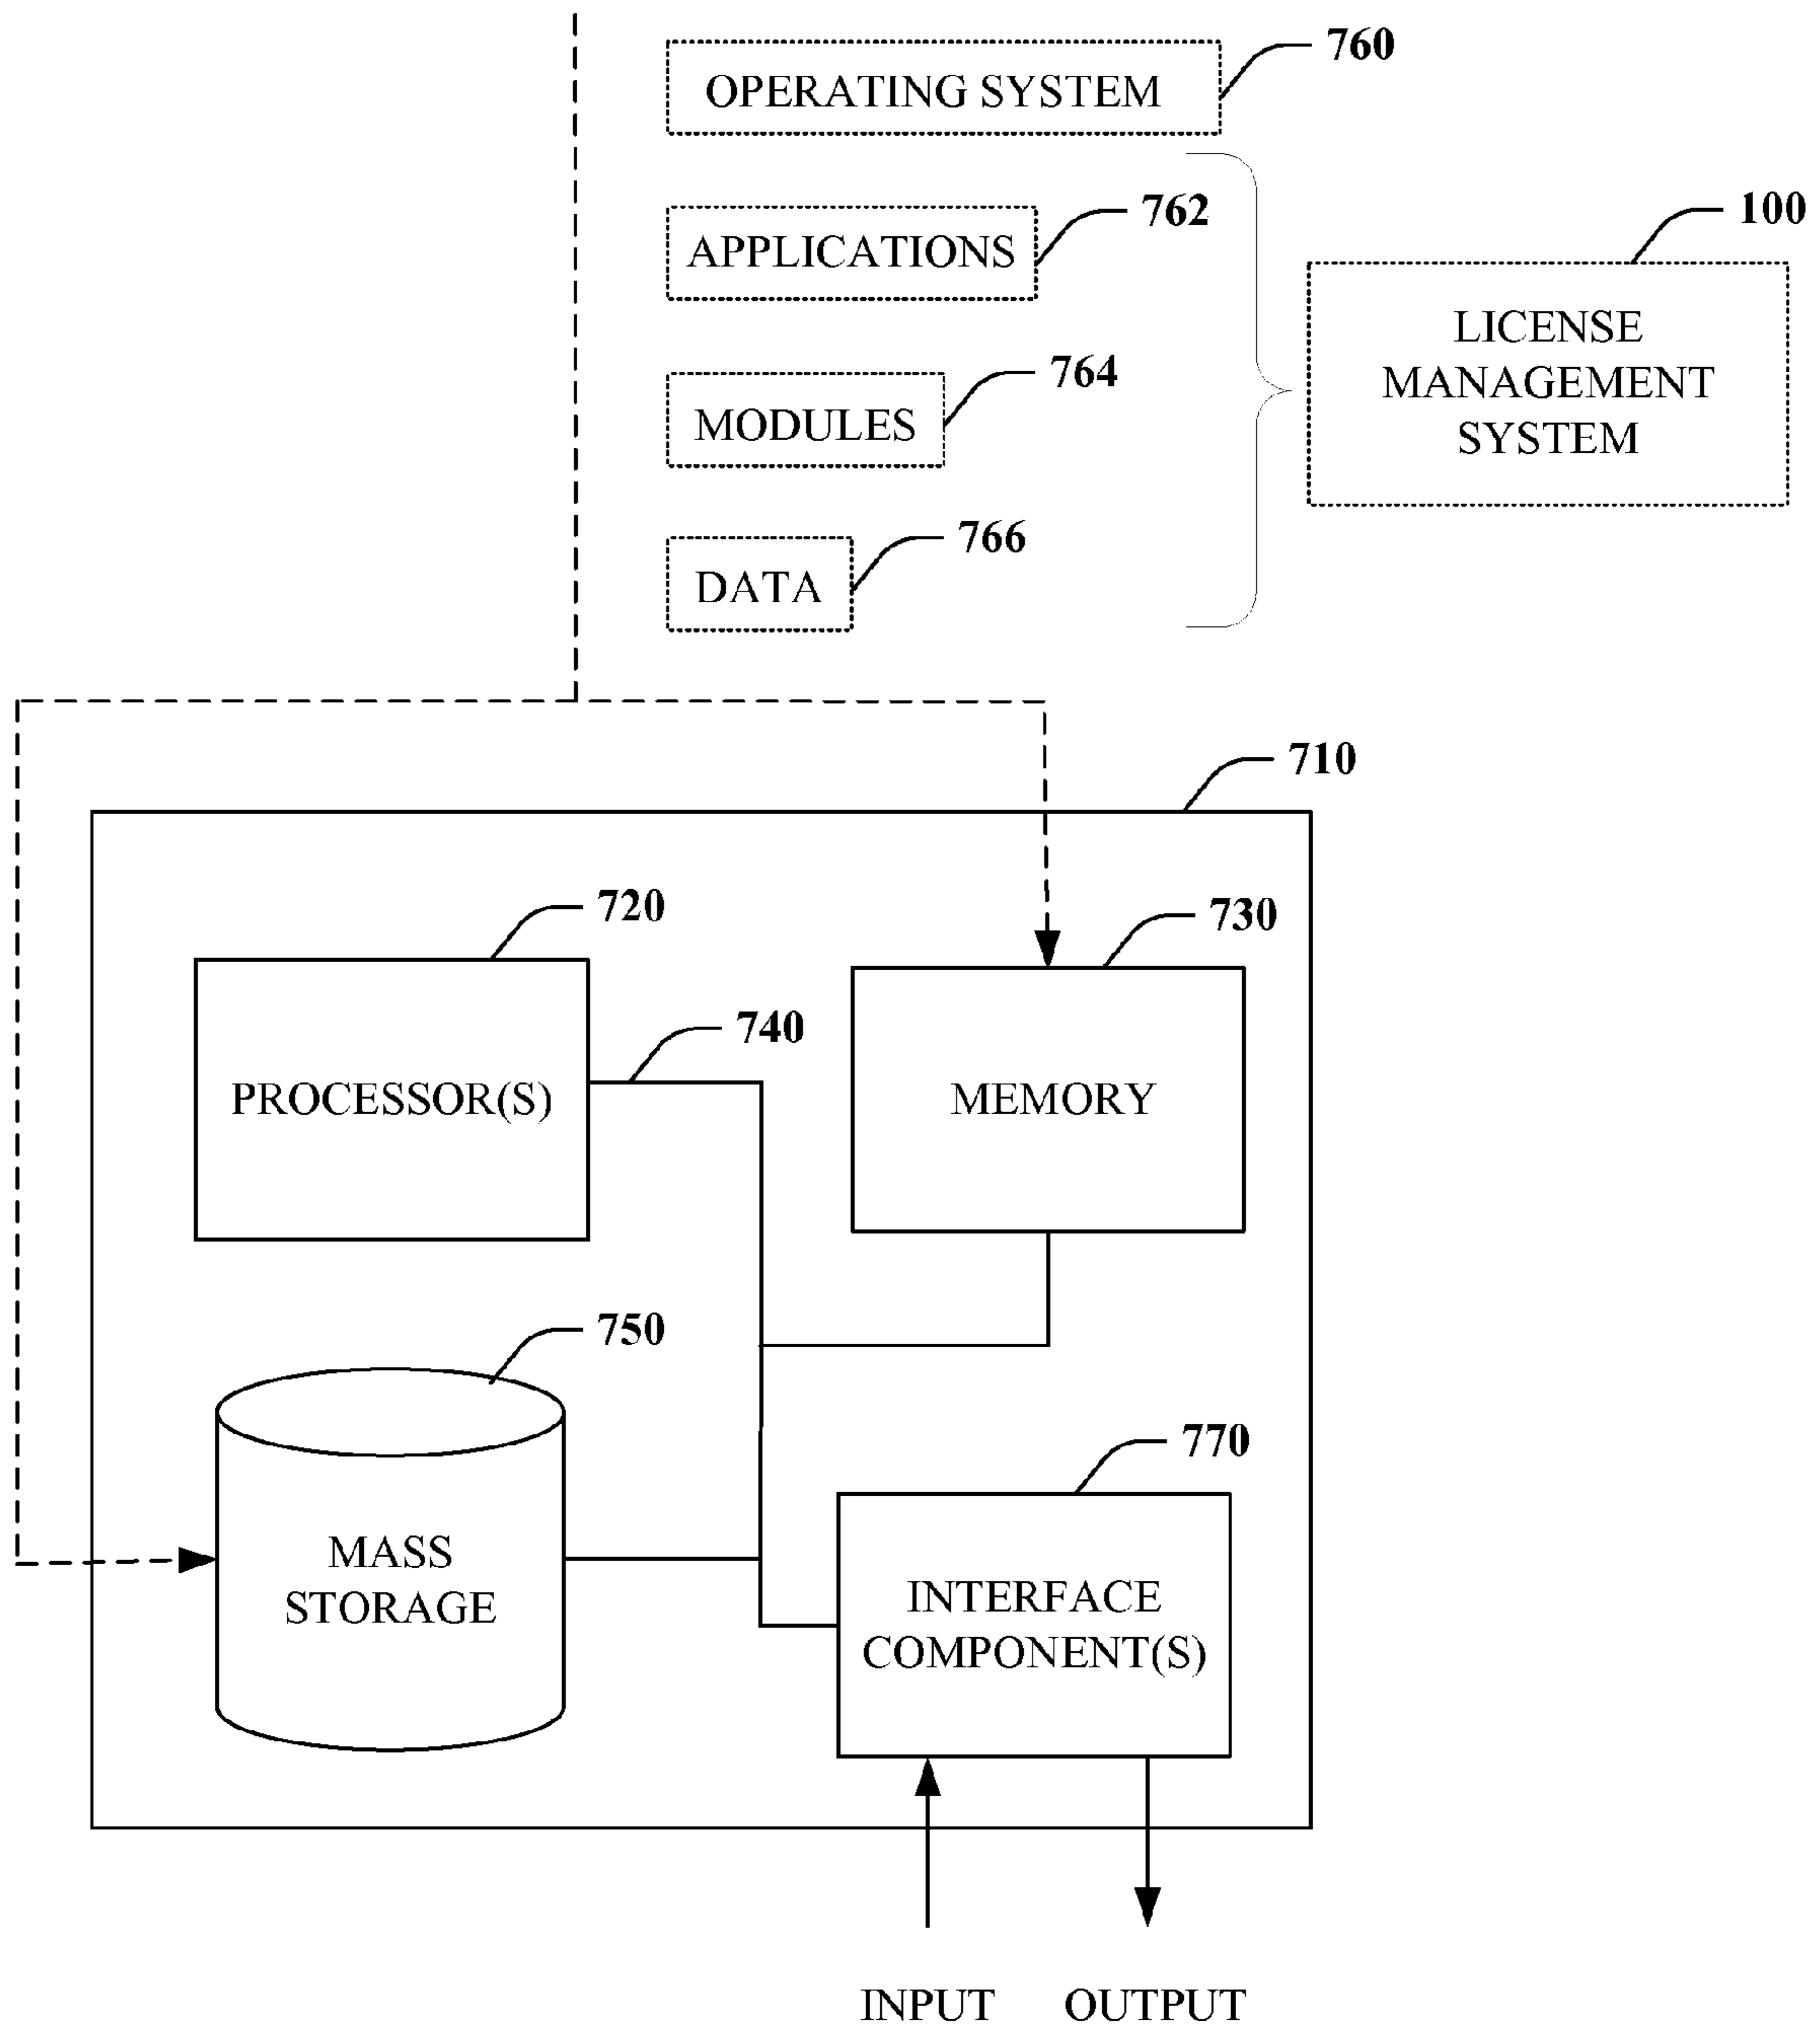 760
OPERATING SYSTEM
762
100
APPLICATIONS
LICENSE
MANAGEMENT
SYSTEM
764
MODULES
766
DATA
710
720
730
740
PROCESSOR(S)
MEMORY
750
770
MASS
STORAGE
INTERFACE
COMPONENT(S)
INPUT
OUTPUT